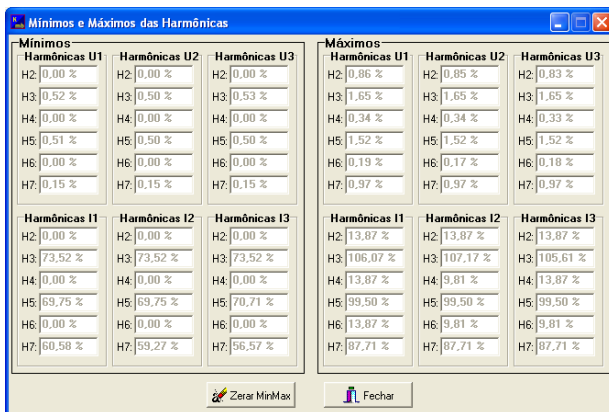 Mínimos e Máximos das Harmônicas
Mínimos
Harmônicas U1 Harmônicas U2 Harmônicas U3
H2: 0,00 % H2: 0,00 % H2: 0,00 %
H3: 0,52 % H3: 0,50 % H3: 0,53 %
H4: 0,00 % H4: 0,00 % H4: 0,00 %
H5: 0,51 % H5: 0,50 % H5: 0,50 %
H6: 0,00 % H6: 0,00 % H6: 0,00 %
H7: 0,15 % H7: 0,15 % H7: 0,15 %
Harmônicas I1 Harmônicas I2 Harmônicas I3
H2: 0,00 % H2: 0,00 % H2: 0,00 %
H3: 73,52 % H3: 73,52 % H3: 73,52 %
H4: 0,00 % H4: 0,00 % H4: 0,00 %
H5: 69,75 % H5: 69,75 % H5: 70,71 %
H6: 0,00 % H6: 0,00 % H6: 0,00 %
H7: 60,58 % H7: 59,27 % H7: 56,57 %
Máximos
Harmônicas U1 Harmônicas U2 Harmônicas U3
H2: 0,86 % H2: 0,85 % H2: 0,83 %
H3: 1,65 % H3: 1,65 % H3: 1,65 %
H4: 0,34 % H4: 0,34 % H4: 0,33 %
H5: 1,52 % H5: 1,52 % H5: 1,52 %
H6: 0,19 % H6: 0,17 % H6: 0,18 %
H7: 0,97 % H7: 0,97 % H7: 0,97 %
Harmônicas I1 Harmônicas I2 Harmônicas I3
H2: 13,87 % H2: 13,87 % H2: 13,87 %
H3: 106,07 % H3: 107,17 % H3: 105,61 %
H4: 13,87 % H4: 9,81 % H4: 13,87 %
H5: 99,50 % H5: 99,50 % H5: 99,50 %
H6: 13,87 % H6: 9,81 % H6: 9,81 %
H7: 87,71 % H7: 87,71 % H7: 87,71 %
Zerar MinMax Fechar